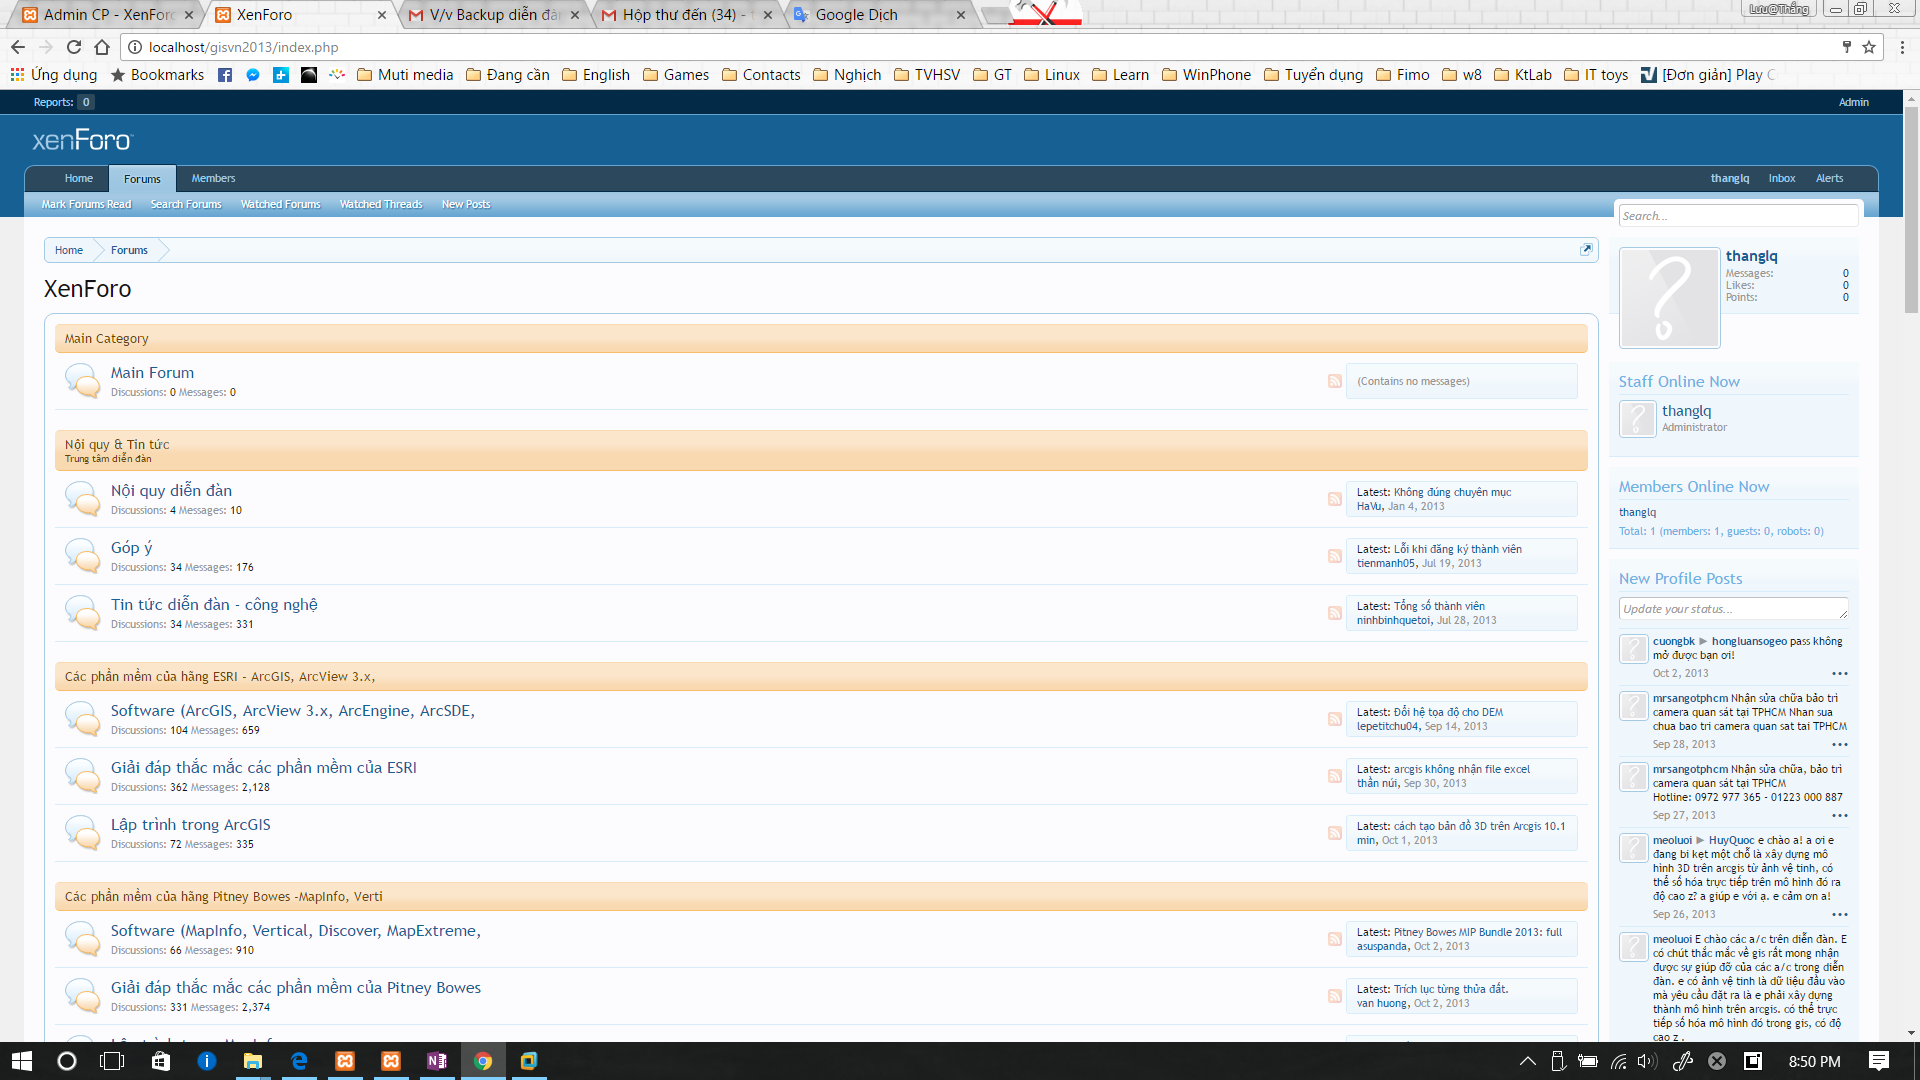 Admin CP - XenForo
XenForo
V/v Backup diễn đàn
Hộp thư đến (34) -
Google Dịch
Lưu@Thắng
localhost/gisvn2013/index.php
Ứng dụng
Bookmarks
Muti media
Đang cần
English
Games
Contacts
Nghịch
TVHSV
GT
Linux
Learn
WinPhone
Tuyển dụng
Fimo
w8
KtLab
IT toys
[Đơn giản] Play
Reports: 0
Admin
xenForo
Home
Forums
Members
thanglq
Inbox
Alerts
Mark Forums Read
Search Forums
Watched Forums
Watched Threads
New Posts
Search...
Home
Forums
XenForo
Main Category
Main Forum
Discussions: 0 Messages: 0
(Contains no messages)
Nội quy & Tin tức
Trung tâm diễn đàn
Nội quy diễn đàn
Discussions: 4 Messages: 10
Latest: Không đúng chuyên mục
HaVu, Jan 4, 2013
Góp ý
Discussions: 34 Messages: 176
Latest: Lỗi khi đăng ký thành viên
tienmanh05, Jul 19, 2013
Tin tức diễn đàn - công nghệ
Discussions: 34 Messages: 331
Latest: Tổng số thành viên
ninhbinhquetoi, Jul 28, 2013
Các phần mềm của hãng ESRI - ArcGIS, ArcView 3.x,
Software (ArcGIS, ArcView 3.x, ArcEngine, ArcSDE,
Discussions: 104 Messages: 659
Latest: Đổi hệ tọa độ cho DEM
lepetitchu04, Sep 14, 2013
Giải đáp thắc mắc các phần mềm của ESRI
Discussions: 362 Messages: 2,128
Latest: arcgis không nhận file excel
thần núi, Sep 30, 2013
Lập trình trong ArcGIS
Discussions: 72 Messages: 335
Latest: cách tạo bản đồ 3D trên Arcgis 10.1
min, Oct 1, 2013
Các phần mềm của hãng Pitney Bowes -MapInfo, Verti
Software (MapInfo, Vertical, Discover, MapExtreme,
Discussions: 66 Messages: 910
Latest: Pitney Bowes MIP Bundle 2013: full
asuspanda, Oct 2, 2013
Giải đáp thắc mắc các phần mềm của Pitney Bowes
Discussions: 331 Messages: 2,374
Latest: Trích lục từng thửa đất.
van huong, Oct 2, 2013
thanglq
Messages: 0
Likes: 0
Points: 0
Staff Online Now
thanglq
Administrator
Members Online Now
thanglq
Total: 1 (members: 1, guests: 0, robots: 0)
New Profile Posts
Update your status...
cuongbk ► hongluansogeo pass không
mở được bạn ơi!
Oct 2, 2013
mrsangotphcm Nhận sửa chữa bảo trì
camera quan sát tại TPHCM Nhan sua
chua bao tri camera quan sat tai TPHCM
Sep 28, 2013
mrsangotphcm Nhận sửa chữa, bảo trì
camera quan sát tại TPHCM
Hotline: 0972 977 365 - 01223 000 887
Sep 27, 2013
meoluoi ► HuyQuoc e chào a! a ơi e
đang bi kẹt một chỗ là xây dựng mô
hình 3D trên arcgis từ ảnh vệ tinh, có
thể số hóa trực tiếp trên mô hình đó ra
độ cao z? a giúp e với ạ. e cảm ơn a!
Sep 26, 2013
meoluoi E chào các a/c trên diễn đàn. E
có chút thắc mắc về gis rất mong nhận
được sự giúp đỡ của các a/c trong diễn
đàn. e có ảnh vệ tinh là dữ liệu đầu vào
mà yêu cầu đặt ra là e phải xây dựng
thành mô hình trên arcgis. có thể trực
tiếp số hóa mô hình đó trong gis, có độ
cao z .
8:50 PM